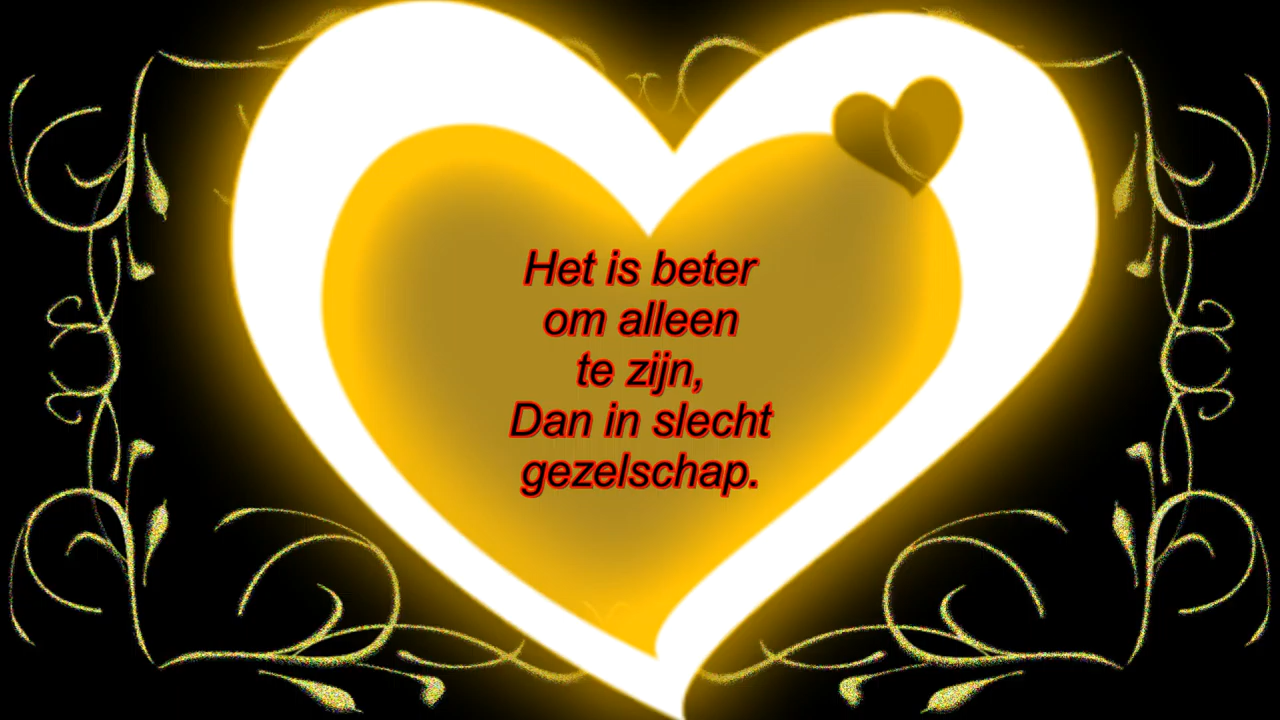 Het is beter
om alleen
te zijn,
Dan in slecht
gezelschap.